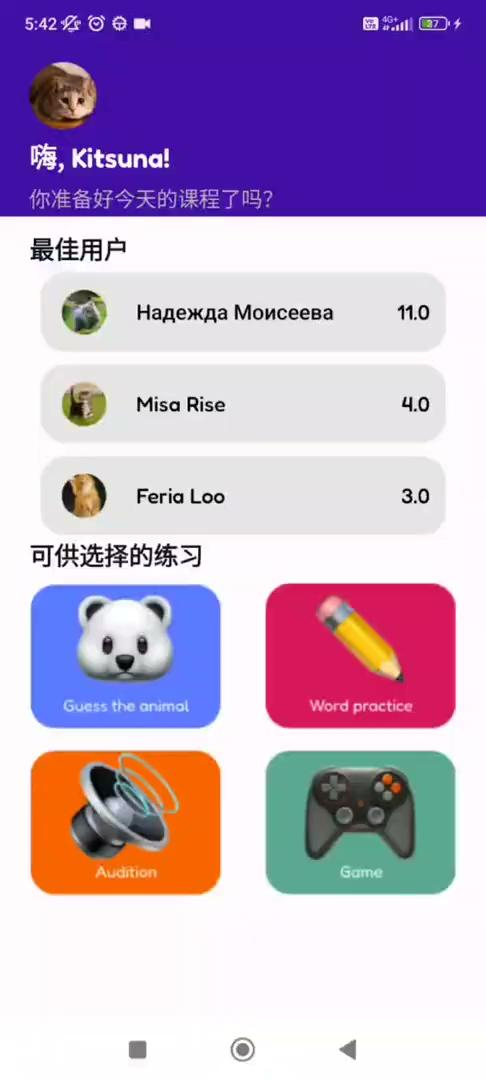 5:42
4G+
37
嗨, Kitsuna!
你准备好今天的课程了吗?
最佳用户
Надежда Моисеева 11.0
Misa Rise 4.0
Feria Loo 3.0
可供选择的练习
Guess the animal
Word practice
Audition
Game